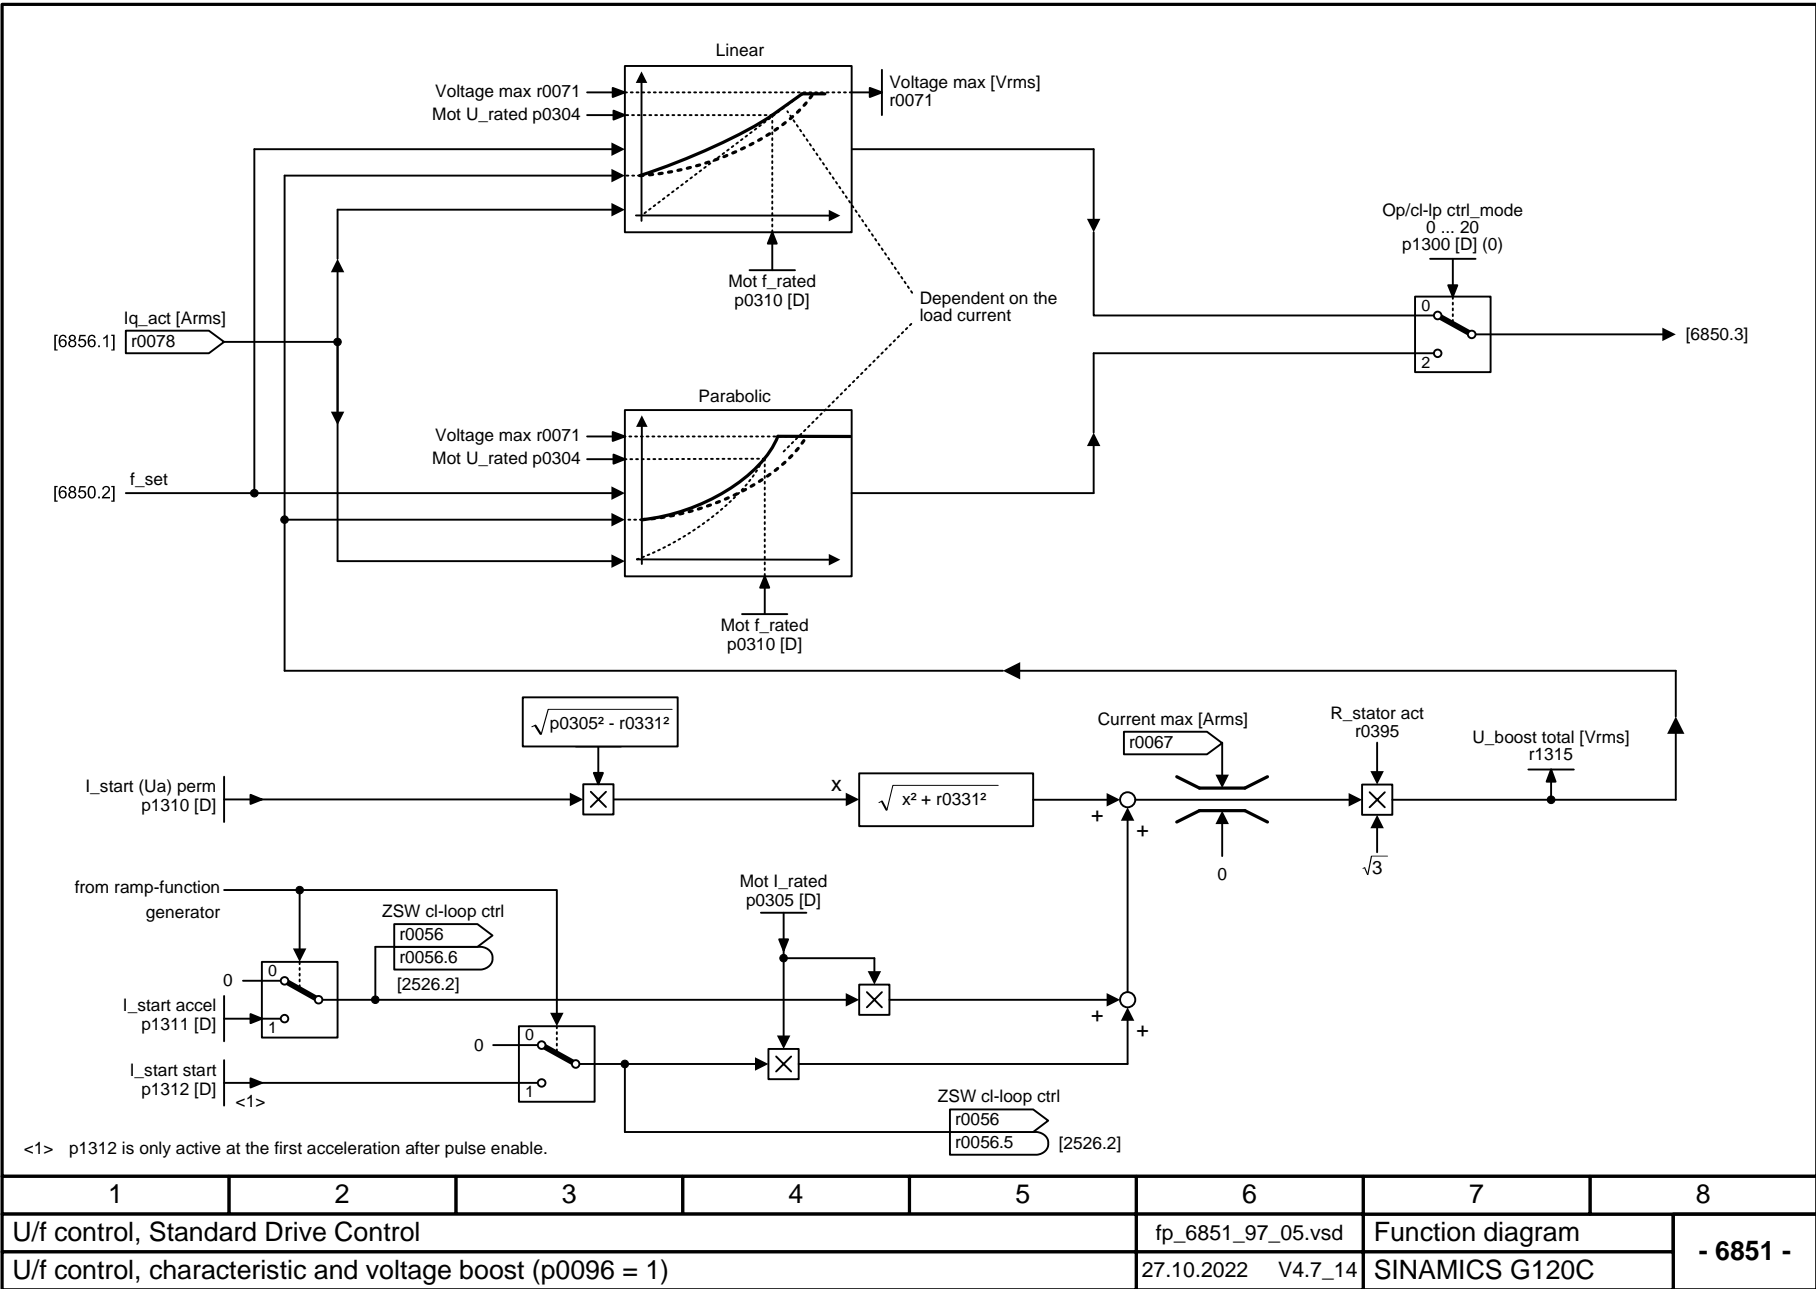 Linear
Voltage max r0071
Mot U_rated p0304
Voltage max [Vrms]
r0071
Mot f_rated
p0310 [D]
Dependent on the
load current
Op/cl-lp ctrl_mode
0 ... 20
p1300 [D] (0)
0
2
[6850.3]
Iq_act [Arms]
[6856.1]
r0078
Parabolic
Voltage max r0071
Mot U_rated p0304
f_set
[6850.2]
Mot f_rated
p0310 [D]
√p0305² - r0331²
I_start (Ua) perm
p1310 [D]
x
√x² + r0331²
+
+
Current max [Arms]
r0067
0
R_stator act
r0395
√3
U_boost total [Vrms]
r1315
from ramp-function
generator
ZSW cl-loop ctrl
r0056
r0056.6
[2526.2]
0
0
1
I_start accel
p1311 [D]
Mot I_rated
p0305 [D]
+
+
0
0
1
I_start start
p1312 [D]
<1>
ZSW cl-loop ctrl
r0056
r0056.5
[2526.2]
<1> p1312 is only active at the first acceleration after pulse enable.
1 2 3 4 5 6 7 8
U/f control, Standard Drive Control
fp_6851_97_05.vsd
Function diagram
- 6851 -
U/f control, characteristic and voltage boost (p0096 = 1)
27.10.2022 V4.7_14
SINAMICS G120C